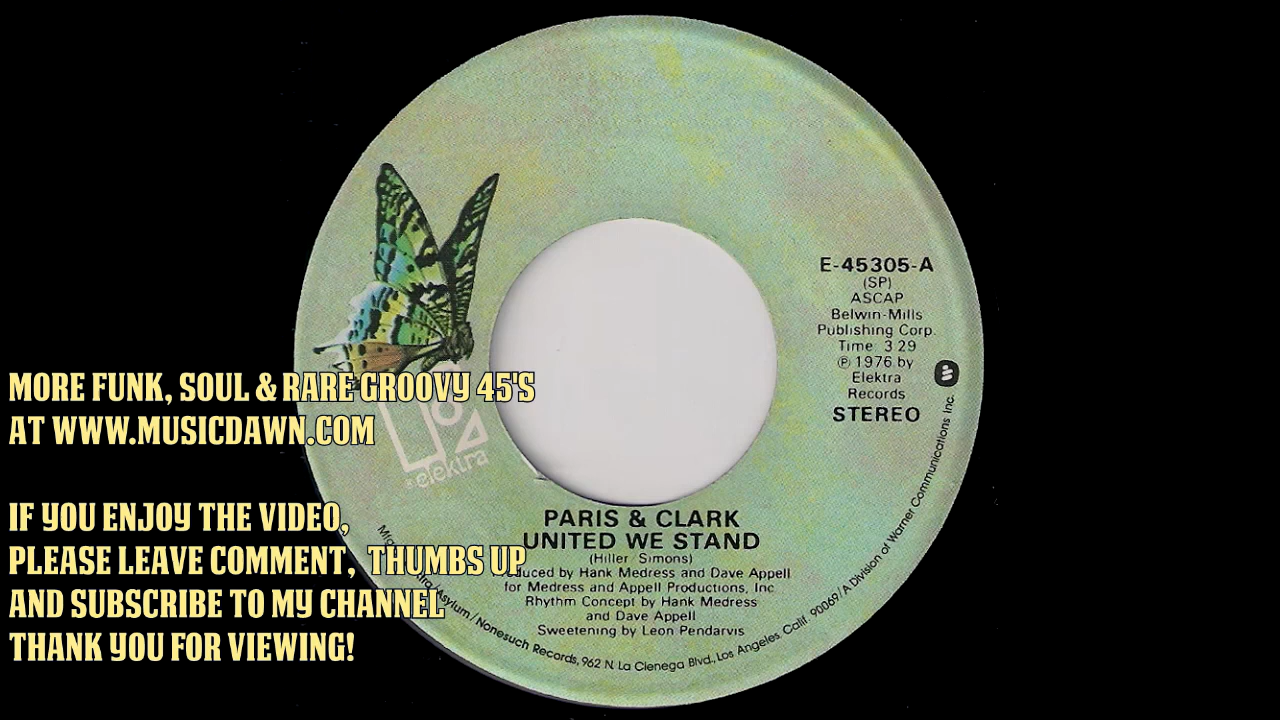 E-45305-A
(SP)
ASCAP
Belwin-Mills
Publishing Corp.
Time: 3:29
℗ 1976 by
Elektra
Records
STEREO
MORE FUNK, SOUL & RARE GROOVY 45'S
AT WWW.MUSICDAWN.COM
elektra
IF YOU ENJOY THE VIDEO,
PLEASE LEAVE COMMENT, THUMBS UP
AND SUBSCRIBE TO MY CHANNEL
THANK YOU FOR VIEWING!
PARIS & CLARK
UNITED WE STAND
(Hiller Simons)
by Hank Medress and Dave Appell
for Medress and Appell Productions, Inc.
Rhythm Concept by Hank Medress
and Dave Appell
Sweetening by Leon Pendarvis
/Asylum/Nonesuch Records, 962 N. La Cienega Blvd., Los Angeles, Calif. 90069/A Division of Warner Communications Inc.